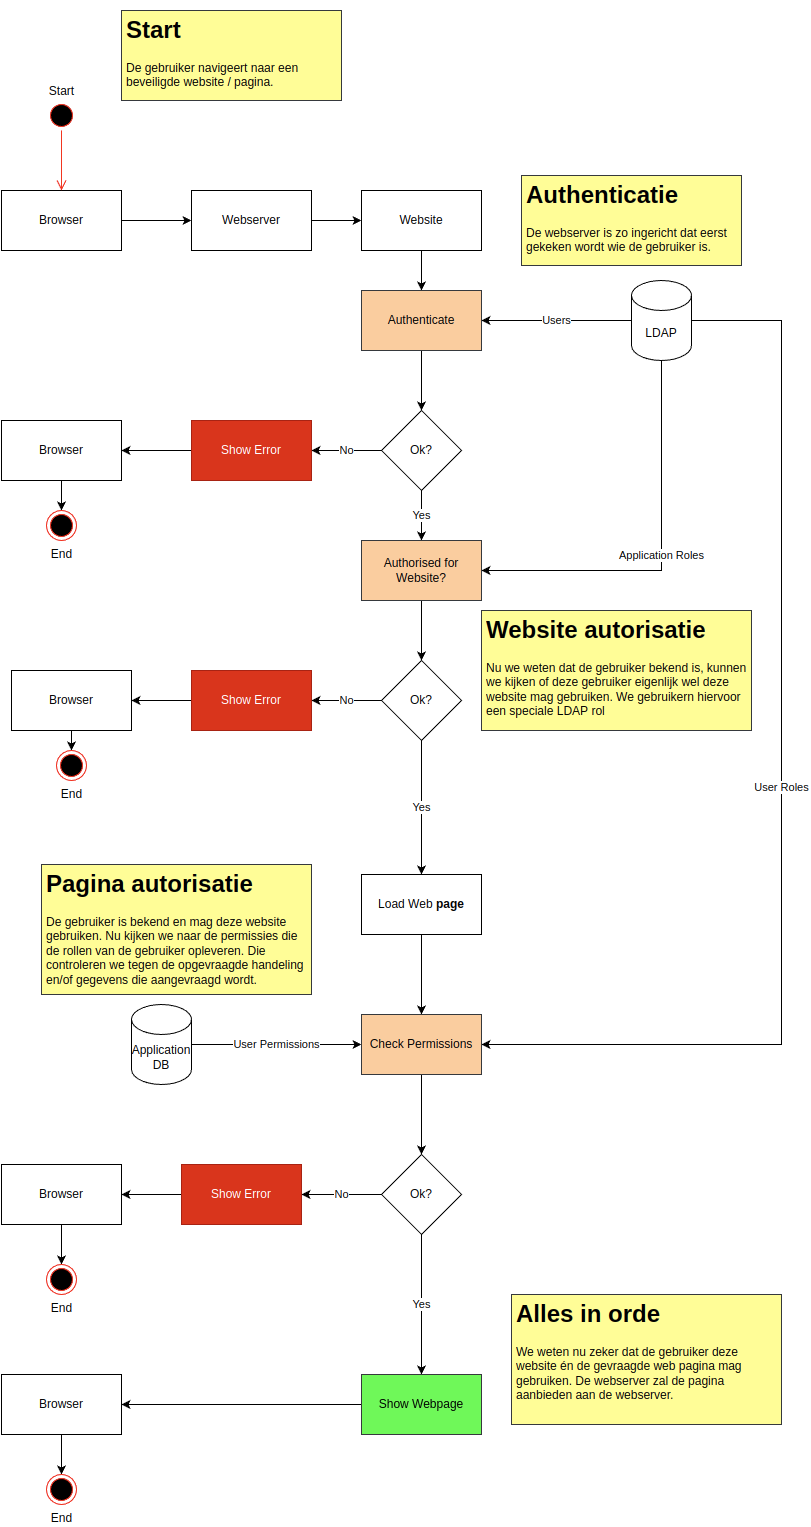 Start
De gebruiker navigeert naar een
beveiligde website / pagina.
Start
Browser
Webserver
Website
Authenticatie
De webserver is zo ingericht dat eerst
gekeken wordt wie de gebruiker is.
Authenticate
Users
LDAP
Browser
Show Error
No
Ok?
End
Yes
Application Roles
Authorised for
Website?
Website autorisatie
Nu we weten dat de gebruiker bekend is, kunnen
we kijken of deze gebruiker eigenlijk wel deze
website mag gebruiken. We gebruikern hiervoor
een speciale LDAP rol
Browser
Show Error
No
Ok?
End
User Roles
Yes
Pagina autorisatie
De gebruiker is bekend en mag deze website
gebruiken. Nu kijken we naar de permissies die
de rollen van de gebruiker opleveren. Die
controleren we tegen de opgevraagde handeling
en/of gegevens die aangevraagd wordt.
Load Web page
Application
DB
User Permissions
Check Permissions
Browser
Show Error
No
Ok?
End
Yes
Alles in orde
We weten nu zeker dat de gebruiker deze
website én de gevraagde web pagina mag
gebruiken. De webserver zal de pagina
aanbieden aan de webserver.
Browser
Show Webpage
End